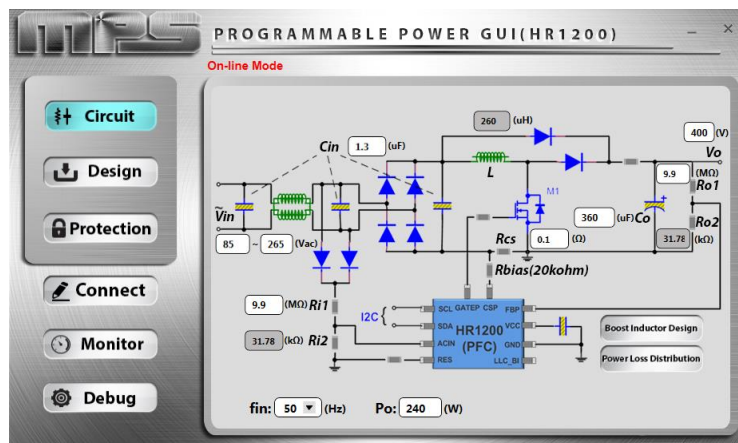 MPS PROGRAMMABLE POWER GUI(HR1200)
On-line Mode
Circuit
Design
Protection
Connect
Monitor
Debug
260 (uH)
400 (V)
Cin 1.3 (uF)
Vo
L
9.9 (MΩ)
Ro1
M1
~
Vin
360 (uF) Co
Ro2
85 ~ 265 (Vac)
Rcs 0.1 (Ω)
31.78 (kΩ)
Rbias(20kohm)
9.9 (MΩ) Ri1
I2C
SCL GATEP CSP FBP
SDA HR1200 VCC
31.78 (kΩ) Ri2
ACIN (PFC) GND
RES LLC_BI
Boost Inductor Design
Power Loss Distribution
fin: 50 (Hz) Po: 240 (W)